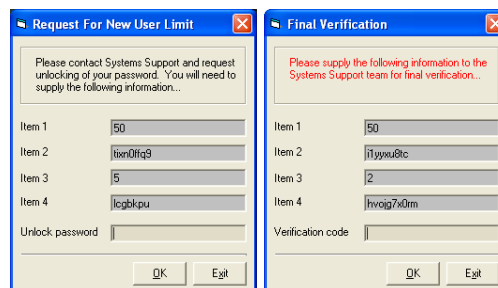 Request For New User Limit
Please contact Systems Support and request
unlocking of your password. You will need to
supply the following information...
Item 1 50
Item 2 tixn0ffq9
Item 3 5
Item 4 lcgbkpu
Unlock password
OK Exit
Final Verification
Please supply the following information to the
Systems Support team for final verification...
Item 1 50
Item 2 i1yyxu8tc
Item 3 2
Item 4 hvojg7x0rm
Verification code
OK Exit